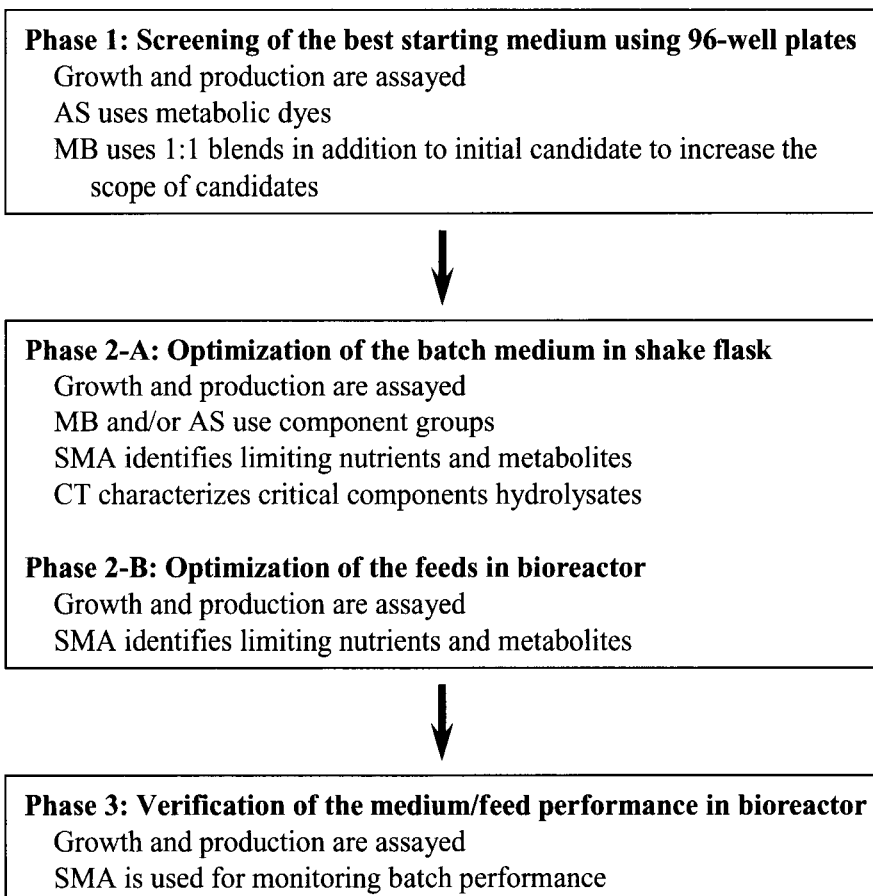 Phase 1: Screening of the best starting medium using 96-well plates
Growth and production are assayed
AS uses metabolic dyes
MB uses 1:1 blends in addition to initial candidate to increase the
scope of candidates
Phase 2-A: Optimization of the batch medium in shake flask
Growth and production are assayed
MB and/or AS use component groups
SMA identifies limiting nutrients and metabolites
CT characterizes critical components hydrolysates
Phase 2-B: Optimization of the feeds in bioreactor
Growth and production are assayed
SMA identifies limiting nutrients and metabolites
Phase 3: Verification of the medium/feed performance in bioreactor
Growth and production are assayed
SMA is used for monitoring batch performance